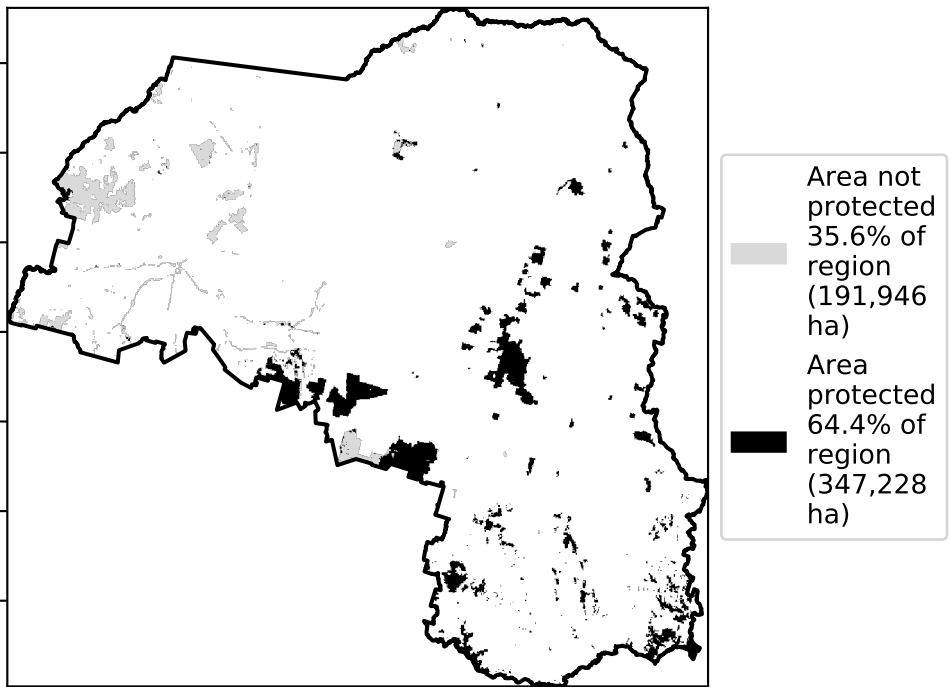 Area not
protected
35.6% of
region
(191,946
ha)
Area
protected
64.4% of
region
(347,228
ha)